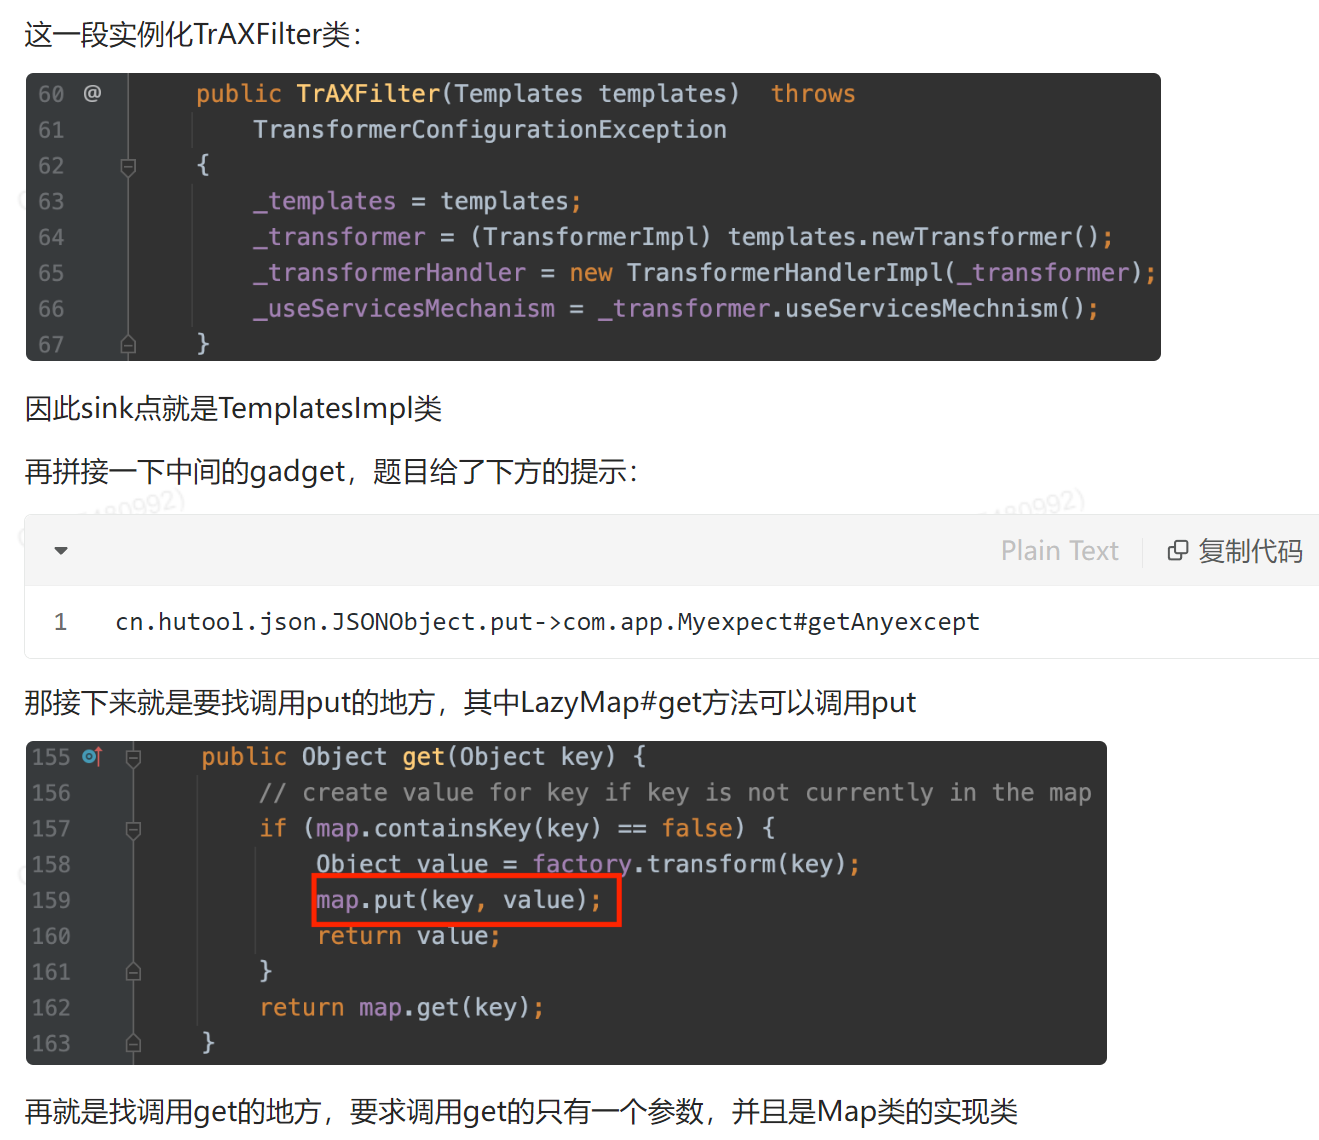 这一段实例化TrAXFilter类：
60 @ public TrAXFilter(Templates templates)  throws
61 TransformerConfigurationException
62 {
63 _templates = templates;
64 _transformer = (TransformerImpl) templates.newTransformer();
65 _transformerHandler = new TransformerHandlerImpl(_transformer);
66 _useServicesMechanism = _transformer.useServicesMechnism();
67 }
因此sink点就是TemplatesImpl类
再拼接一下中间的gadget，题目给了下方的提示：
Plain Text 复制代码
1 cn.hutool.json.JSONObject.put->com.app.Myexpect#getAnyexcept
那接下来就是要找调用put的地方，其中LazyMap#get方法可以调用put
155 public Object get(Object key) {
156 // create value for key if key is not currently in the map
157 if (map.containsKey(key) == false) {
158 Object value = factory.transform(key);
159 map.put(key, value);
160 return value;
161 }
162 return map.get(key);
163 }
再就是找调用get的地方，要求调用get的只有一个参数，并且是Map类的实现类